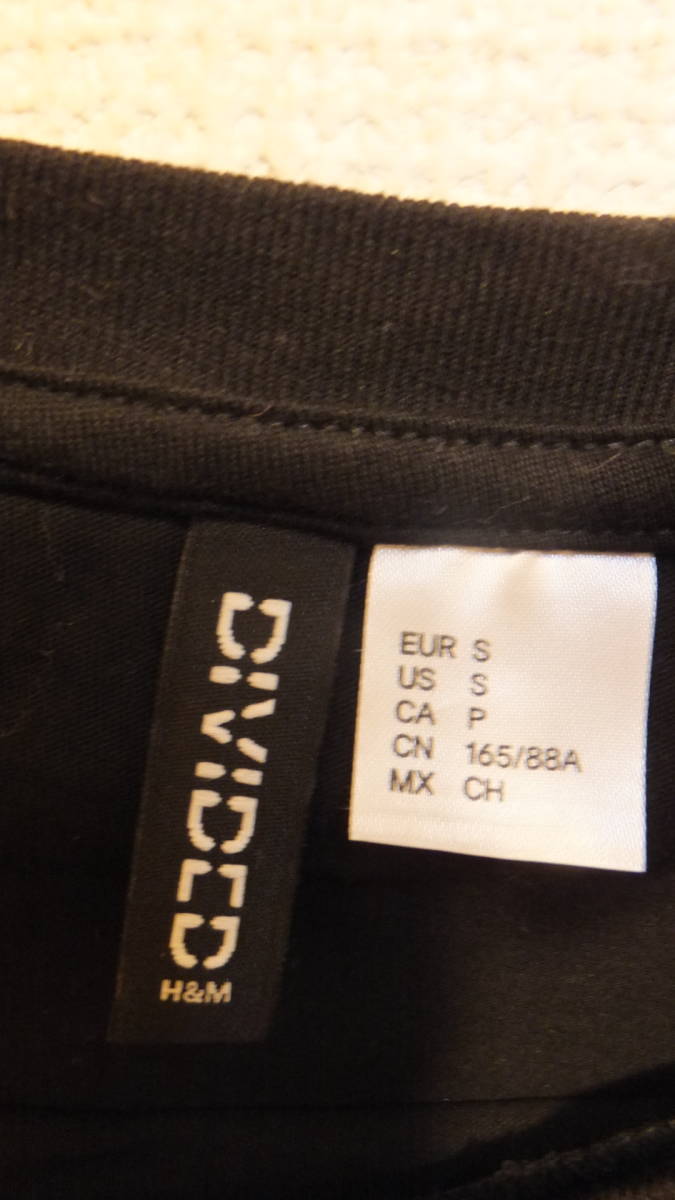 DIVIDED
H&M
EUR S
US S
CA P
CN 165/88A
MX CH